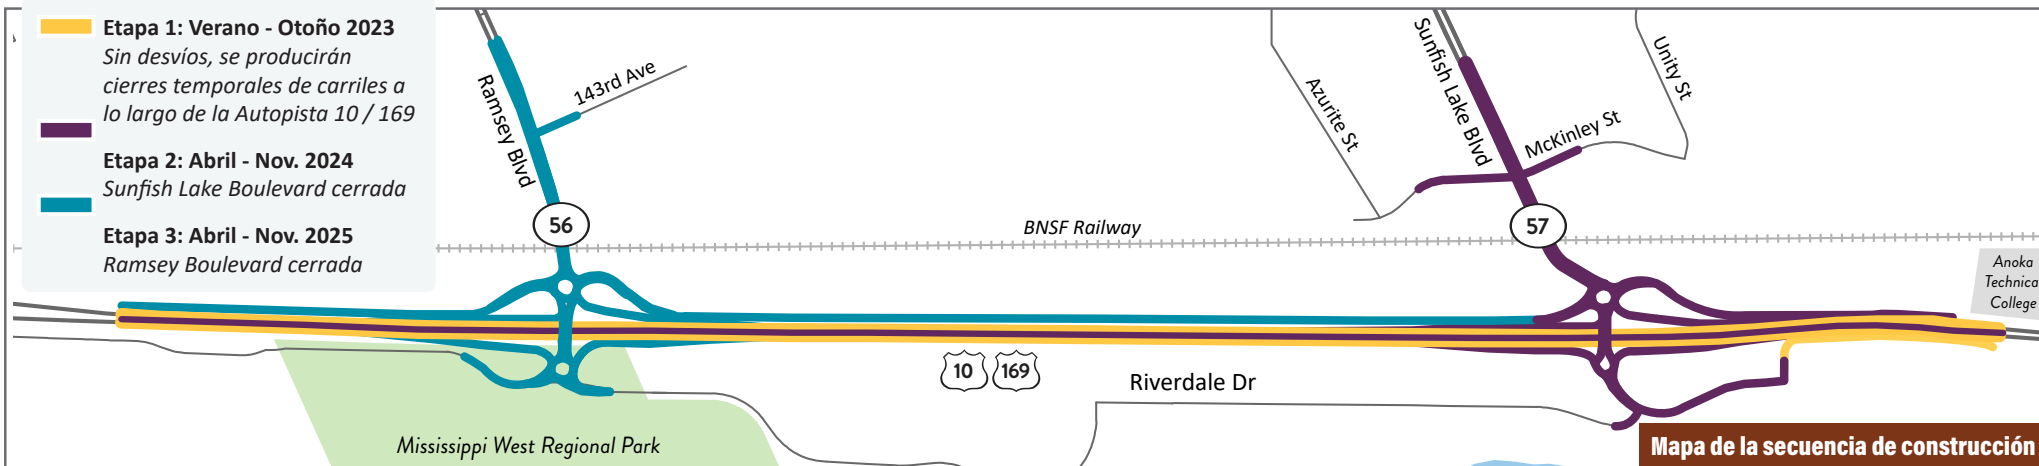 Etapa 1: Verano - Otoño 2023
Sin desvíos, se producirán
cierres temporales de carriles a
lo largo de la Autopista 10 / 169
Etapa 2: Abril - Nov. 2024
Sunfish Lake Boulevard cerrada
Etapa 3: Abril - Nov. 2025
Ramsey Boulevard cerrada
Ramsey Blvd
143rd Ave
56
BNSF Railway
Azurite St
Sunfish Lake Blvd
McKinley St
Unity St
57
Anoka
Technical
College
10
169
Riverdale Dr
Mississippi West Regional Park
Mapa de la secuencia de construcción